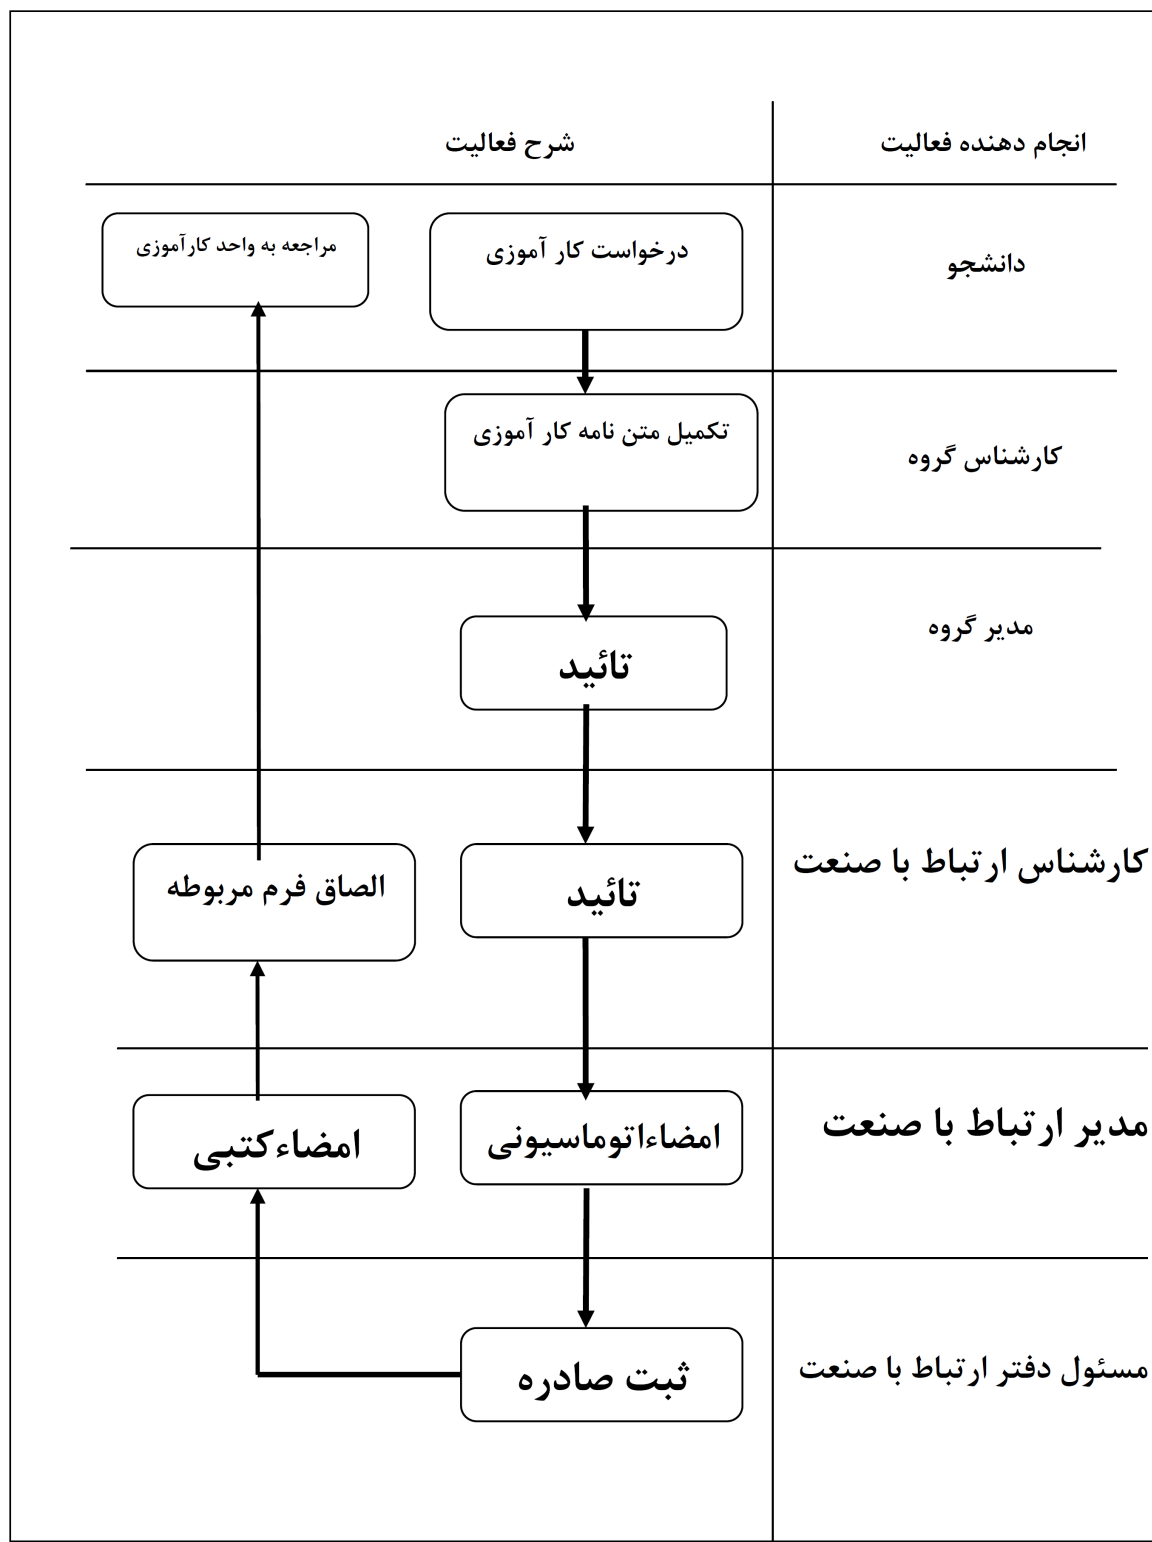 انجام دهنده فعالیت
شرح فعالیت
دانشجو
درخواست کار آموزی
مراجعه به واحد کارآموزی
کارشناس گروه
تکمیل متن نامه کار آموزی
مدیر گروه
تائید
کارشناس ارتباط با صنعت
تائید
الصاق فرم مربوطه
مدیر ارتباط با صنعت
امضاءاتوماسیونی
امضاءکتبی
مسئول دفتر ارتباط با صنعت
ثبت صادره